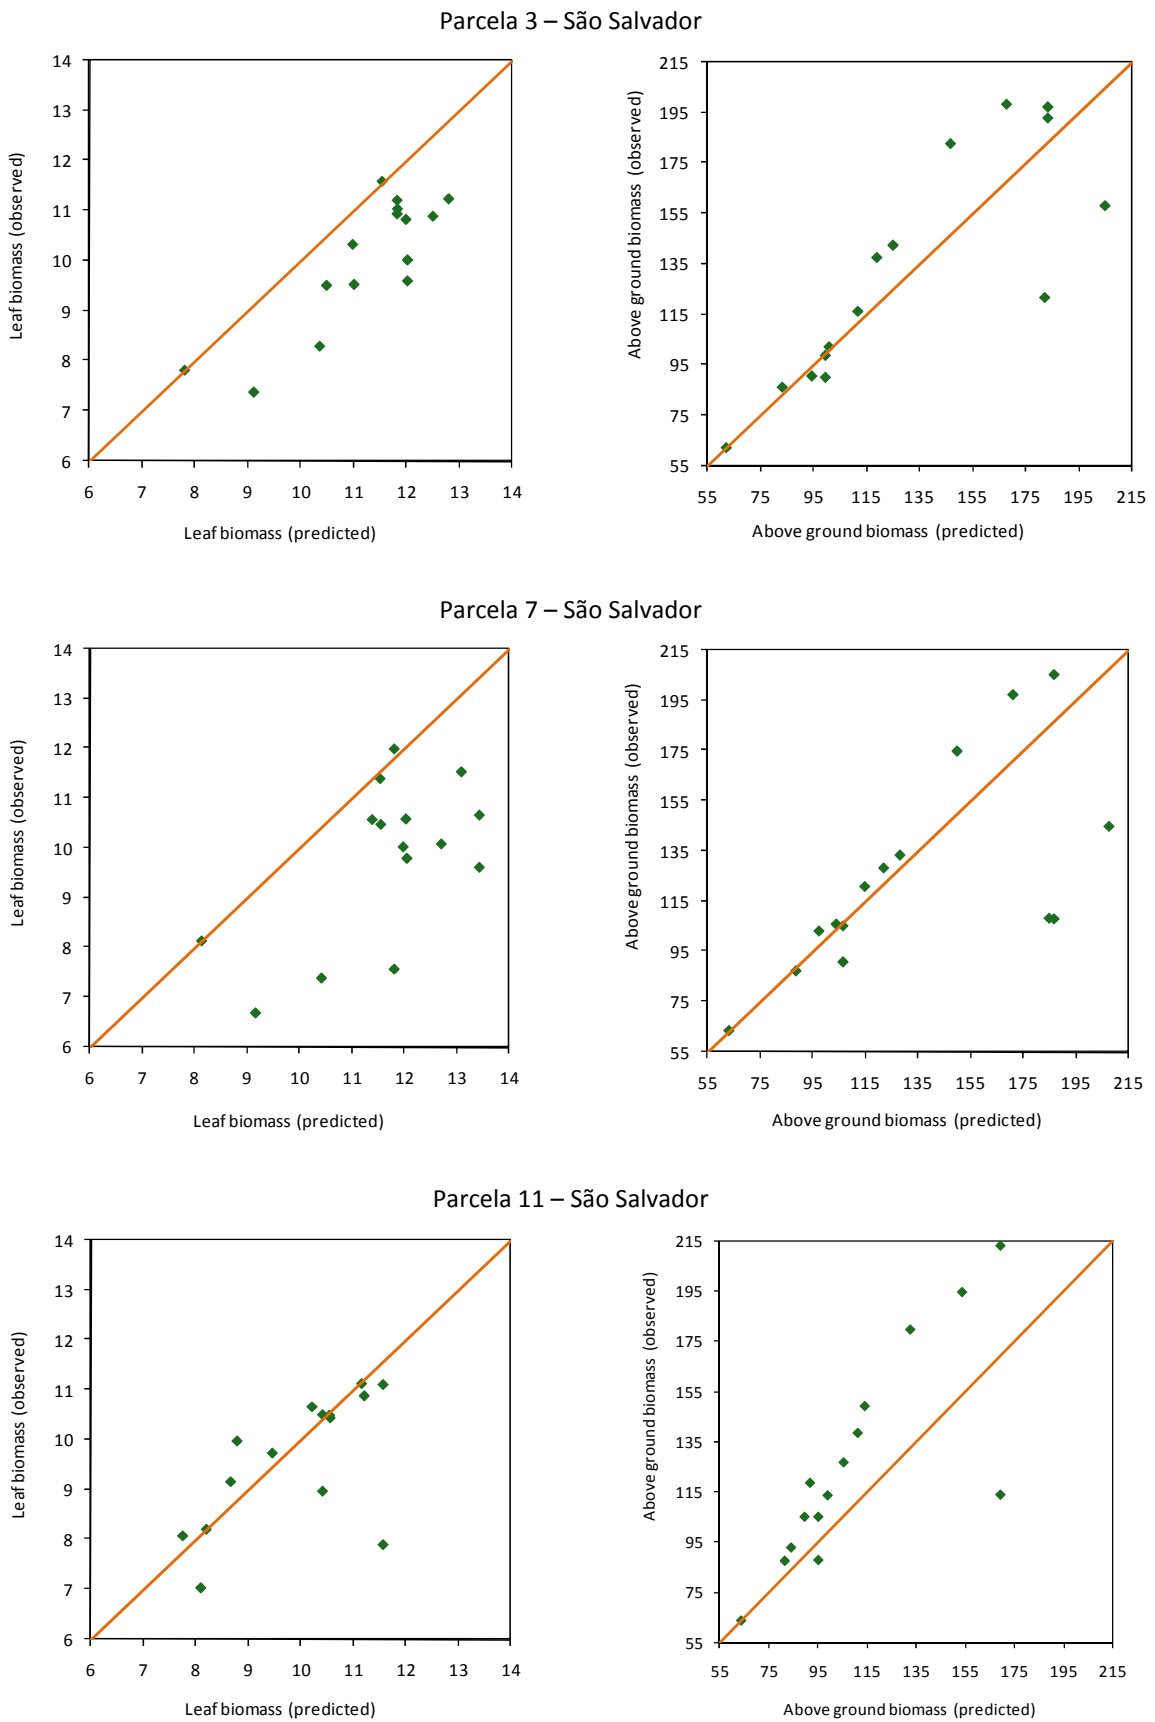 Parcela 3 – São Salvador
14
13
12
11
10
9
8
7
6
6 7 8 9 10 11 12 13 14
Leaf biomass (observed)
Leaf biomass (predicted)
215
195
175
155
135
115
95
75
55
55 75 95 115 135 155 175 195 215
Above ground biomass (observed)
Above ground biomass (predicted)
Parcela 7 – São Salvador
14
13
12
11
10
9
8
7
6
6 7 8 9 10 11 12 13 14
Leaf biomass (observed)
Leaf biomass (predicted)
215
195
175
155
135
115
95
75
55
55 75 95 115 135 155 175 195 215
Above ground biomass (observed)
Above ground biomass (predicted)
Parcela 11 – São Salvador
14
13
12
11
10
9
8
7
6
6 7 8 9 10 11 12 13 14
Leaf biomass (observed)
Leaf biomass (predicted)
215
195
175
155
135
115
95
75
55
55 75 95 115 135 155 175 195 215
Above ground biomass (observed)
Above ground biomass (predicted)